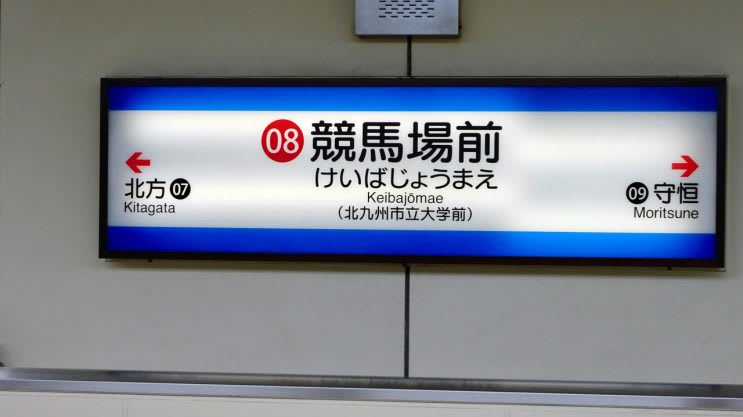 08 競馬場前
けいばじょうまえ
Keibajōmae
(北九州市立大学前)
← 北方 07
Kitagata
→
09 守恒
Moritsune